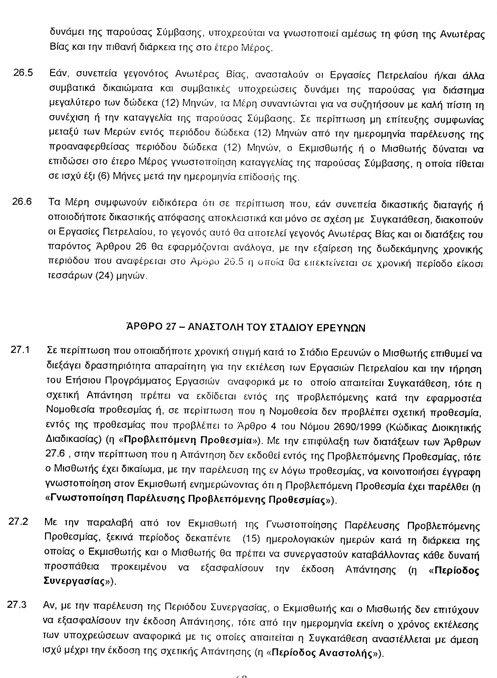 δυνάμει της παρούσας Σύμβασης, υποχρεούται να γνωστοποιεί αμέσως τη φύση της Ανωτέρας
Βίας και την πιθανή διάρκεια της στο έτερο Μέρος.
26.5 Εάν, συνεπεία γεγονότος Ανωτέρας Βίας, ανασταλούν οι Εργασίες Πετρελαίου ή/και άλλα
συμβατικά δικαιώματα και συμβατικές υποχρεώσεις δυνάμει της παρούσας για διάστημα
μεγαλύτερο των δώδεκα (12) Μηνών, τα Μέρη συναντώνται για να συζητήσουν με καλή πίστη τη
συνέχιση ή την καταγγελία της παρούσας Σύμβασης. Σε περίπτωση μη επίτευξης συμφωνίας
μεταξύ των Μερών εντός περιόδου δώδεκα (12) Μηνών από την ημερομηνία παρέλευσης της
προαναφερθείσας περιόδου δώδεκα (12) Μηνών, ο Εκμισθωτής ή ο Μισθωτής δύναται να
επιδώσει στο έτερο Μέρος γνωστοποίηση καταγγελίας της παρούσας Σύμβασης, η οποία τίθεται
σε ισχύ έξι (6) Μήνες μετά την ημερομηνία επίδοσής της.
26.6 Τα Μέρη συμφωνούν ειδικότερα ότι σε περίπτωση που, εάν συνεπεία δικαστικής διαταγής ή
οποιοδήποτε δικαστικής απόφασης αποκλειστικά και μόνο σε σχέση με Συγκατάθεση, διακοπούν
οι Εργασίες Πετρελαίου, το γεγονός αυτό θα αποτελεί γεγονός Ανωτέρας Βίας και οι διατάξεις του
παρόντος Άρθρου 26 θα εφαρμόζονται ανάλογα, με την εξαίρεση της δωδεκάμηνης χρονικής
περιόδου που αναφέρεται στο Άρθρο 26.5 η οποία θα επεκτείνεται σε χρονική περίοδο είκοσι
τεσσάρων (24) μηνών.
ΆΡΘΡΟ 27 – ΑΝΑΣΤΟΛΗ ΤΟΥ ΣΤΑΔΙΟΥ ΕΡΕΥΝΩΝ
27.1 Σε περίπτωση που οποιαδήποτε χρονική στιγμή κατά το Στάδιο Ερευνών ο Μισθωτής επιθυμεί να
διεξάγει δραστηριότητα απαραίτητη για την εκτέλεση των Εργασιών Πετρελαίου και την τήρηση
του Ετήσιου Προγράμματος Εργασιών αναφορικά με το οποίο απαιτείται Συγκατάθεση, τότε η
σχετική Απάντηση πρέπει να εκδίδεται εντός της προβλεπόμενης κατά την εφαρμοστέα
Νομοθεσία προθεσμίας ή, σε περίπτωση που η Νομοθεσία δεν προβλέπει σχετική προθεσμία,
εντός της προθεσμίας που προβλέπει το Άρθρο 4 του Νόμου 2690/1999 (Κώδικας Διοικητικής
Διαδικασίας) (η «Προβλεπόμενη Προθεσμία»). Με την επιφύλαξη των διατάξεων των Άρθρων
27.6 , στην περίπτωση που η Απάντηση δεν εκδοθεί εντός της Προβλεπόμενης Προθεσμίας, τότε
ο Μισθωτής έχει δικαίωμα, με την παρέλευση της εν λόγω προθεσμίας, να κοινοποιήσει έγγραφη
γνωστοποίηση στον Εκμισθωτή ενημερώνοντας ότι η Προβλεπόμενη Προθεσμία έχει παρέλθει (η
«Γνωστοποίηση Παρέλευσης Προβλεπόμενης Προθεσμίας»).
27.2 Με την παραλαβή από τον Εκμισθωτή της Γνωστοποίησης Παρέλευσης Προβλεπόμενης
Προθεσμίας, ξεκινά περίοδος δεκαπέντε (15) ημερολογιακών ημερών κατά τη διάρκεια της
οποίας ο Εκμισθωτής και ο Μισθωτής θα πρέπει να συνεργαστούν καταβάλλοντας κάθε δυνατή
προσπάθεια προκειμένου να εξασφαλίσουν την έκδοση Απάντησης (η «Περίοδος
Συνεργασίας»).
27.3 Αν, με την παρέλευση της Περιόδου Συνεργασίας, ο Εκμισθωτής και ο Μισθωτής δεν επιτύχουν
να εξασφαλίσουν την έκδοση Απάντησης, τότε από την ημερομηνία εκείνη ο χρόνος εκτέλεσης
των υποχρεώσεων αναφορικά με τις οποίες απαιτείται η Συγκατάθεση αναστέλλεται με άμεση
ισχύ μέχρι την έκδοση της σχετικής Απάντησης (η «Περίοδος Αναστολής»).